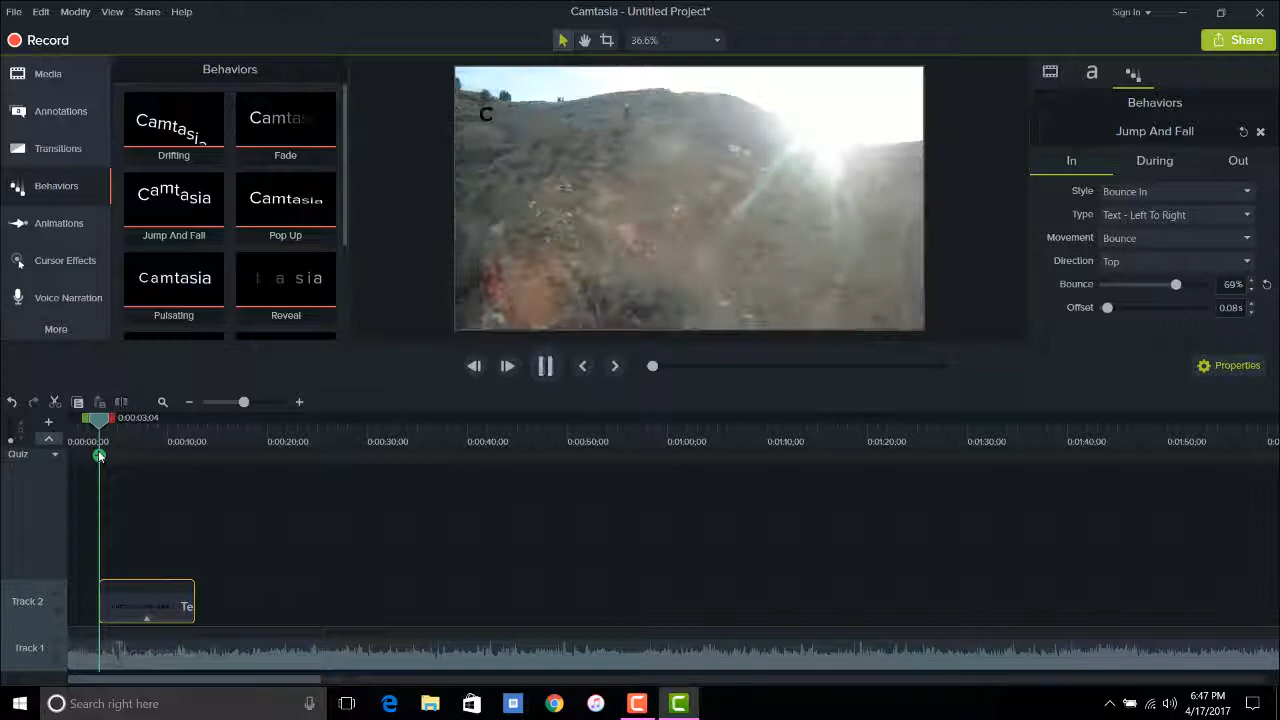 File Edit Modify View Share Help
Camtasia - Untitled Project*
Sign In
Record
36.6%
Share
Media
Annotations
Transitions
Behaviors
Animations
Cursor Effects
Voice Narration
More
Behaviors
Camtasia
Drifting
Camtas
Fade
Camtasia
Jump And Fall
Camtasia
Pop Up
Camtasia
Pulsating
t a s i a
Reveal
C
Behaviors
Jump And Fall
In During Out
Style Bounce In
Type Text - Left To Right
Movement Bounce
Direction Top
Bounce 69%
Offset 0.08s
Properties
0:00:03;04
0:00:00;00 0:00:10;00 0:00:20;00 0:00:30;00 0:00:40;00 0:00:50;00 0:01:00;00 0:01:10;00 0:01:20;00 0:01:30;00 0:01:40;00 0:01:50;00
Quiz
Track 2
Te
Track 1
Search right here
6:47 PM
4/17/2017